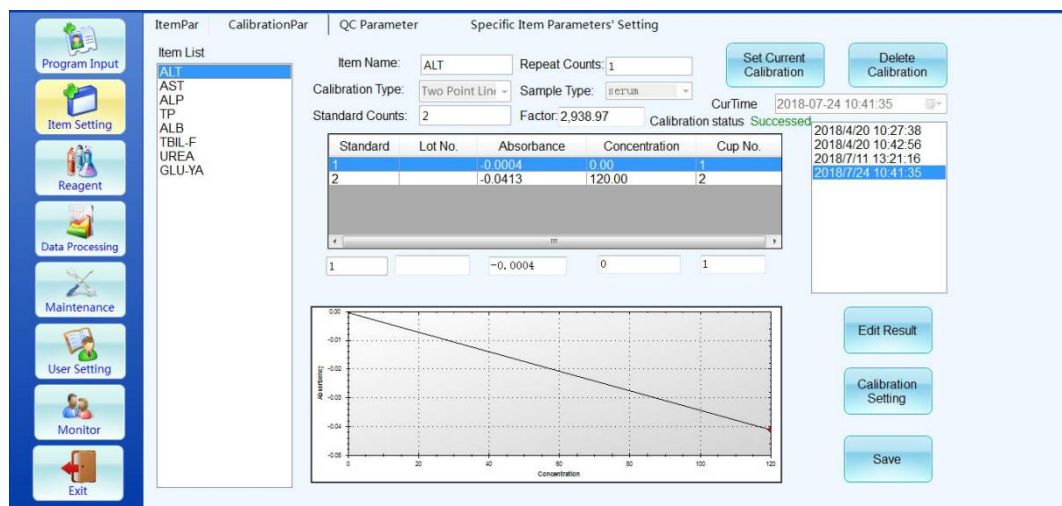 Program Input
Item Setting
Reagent
Data Processing
Maintenance
User Setting
Monitor
Exit
ItemPar CalibrationPar QC Parameter Specific Item Parameters' Setting
Item List
ALT
AST
ALP
TP
ALB
TBIL-F
UREA
GLU-YA
Item Name: ALT Repeat Counts: 1
Calibration Type: Two Point Line Sample Type: serum
Standard Counts: 2 Factor: 2,938.97
Set Current Calibration
Delete Calibration
CurTime 2018-07-24 10:41:35
Calibration status Successed
2018/4/20 10:27:38
2018/4/20 10:42:56
2018/7/11 13:21:16
2018/7/24 10:41:35
Standard Lot No. Absorbance Concentration Cup No.
1 -0.0004 0.00 1
2 -0.0413 120.00 2
1 -0.0004 0 1
0.00
-0.01
-0.02
-0.03
-0.04
-0.05
Absorbancy
0 20 40 60 80 100 120
Concentration
Edit Result
Calibration Setting
Save